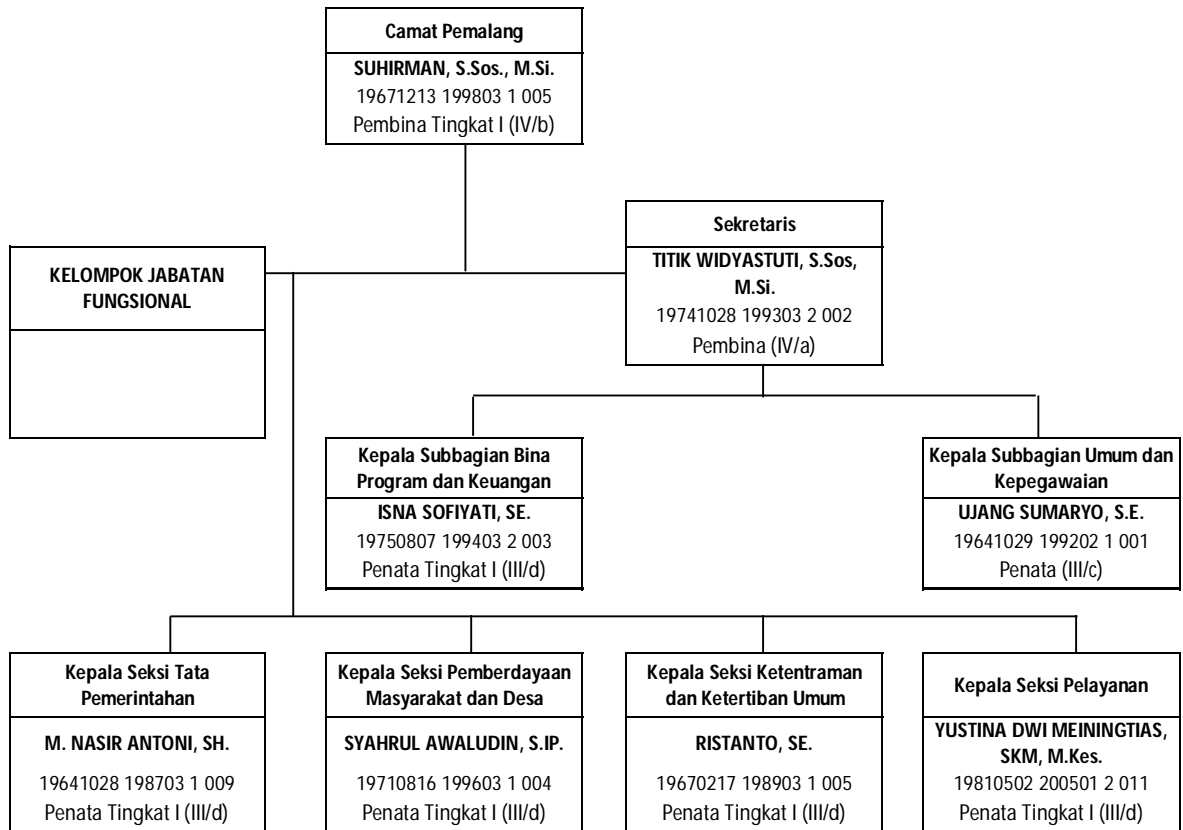 Camat Pemalang
SUHIRMAN, S.Sos., M.Si.
19671213 199803 1 005
Pembina Tingkat I (IV/b)
Sekretaris
TITIK WIDYASTUTI, S.Sos,
M.Si.
19741028 199303 2 002
Pembina (IV/a)
KELOMPOK JABATAN
FUNGSIONAL
Kepala Subbagian Bina
Program dan Keuangan
ISNA SOFIYATI, SE.
19750807 199403 2 003
Penata Tingkat I (III/d)
Kepala Subbagian Umum dan
Kepegawaian
UJANG SUMARYO, S.E.
19641029 199202 1 001
Penata (III/c)
Kepala Seksi Tata
Pemerintahan
M. NASIR ANTONI, SH.
19641028 198703 1 009
Penata Tingkat I (III/d)
Kepala Seksi Pemberdayaan
Masyarakat dan Desa
SYAHRUL AWALUDIN, S.IP.
19710816 199603 1 004
Penata Tingkat I (III/d)
Kepala Seksi Ketentraman
dan Ketertiban Umum
RISTANTO, SE.
19670217 198903 1 005
Penata Tingkat I (III/d)
Kepala Seksi Pelayanan
YUSTINA DWI MEININGTIAS,
SKM, M.Kes.
19810502 200501 2 011
Penata Tingkat I (III/d)